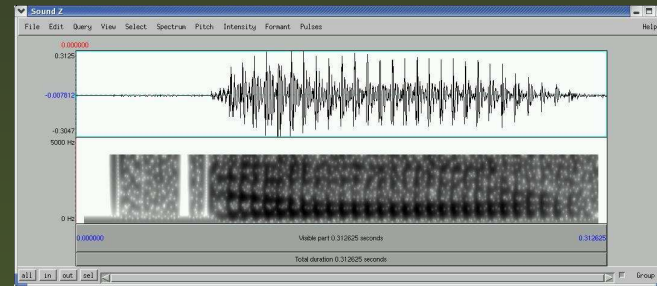 Sound Z
File Edit Query View Select Spectrum Pitch Intensity Formant Pulses Help
0.000000
0.3125
-0.007812
-0.3047
5000 Hz
0 Hz
0.000000 Visible part 0.312625 seconds 0.312625
Total duration 0.312625 seconds
all in out sel Group